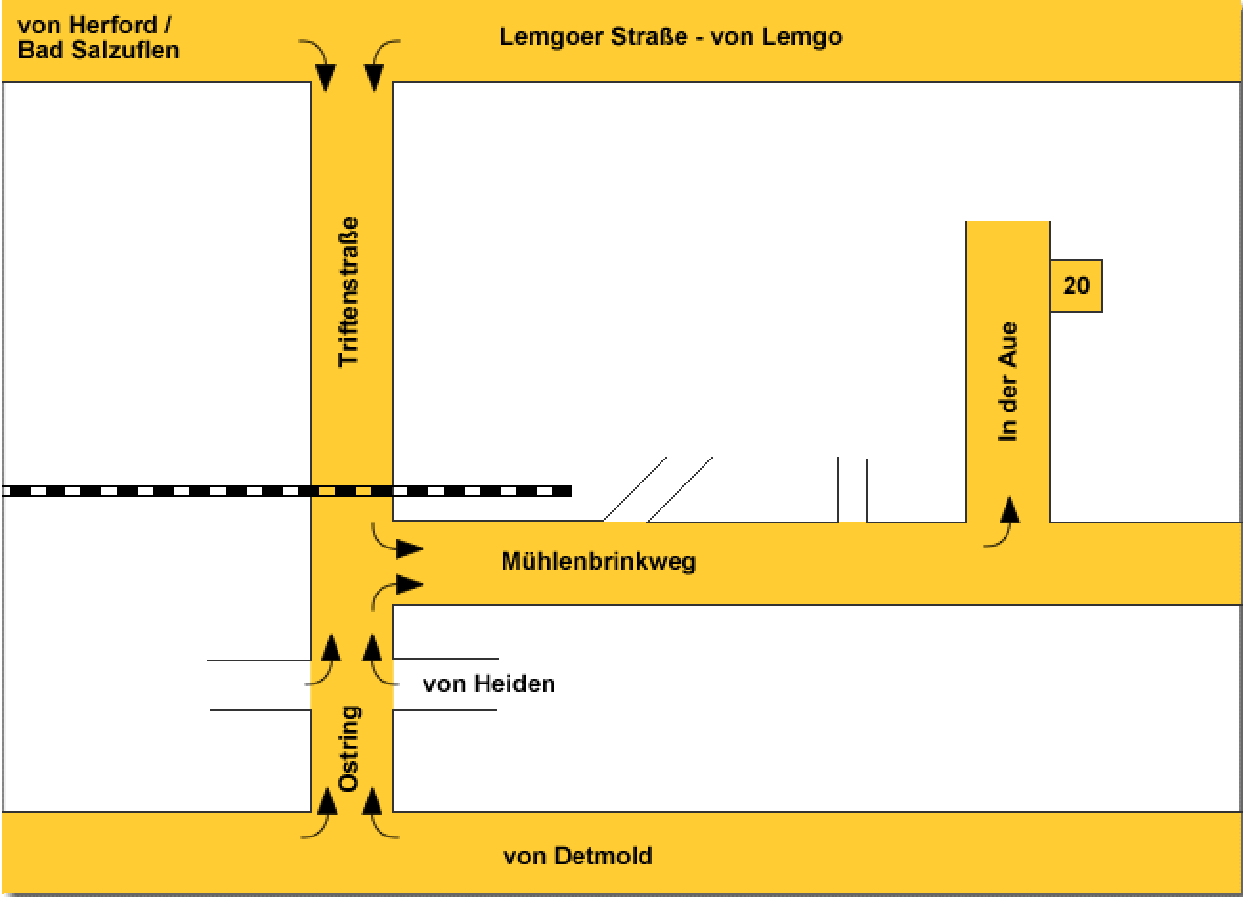 von Herford /
Bad Salzuflen
Lemgoer Straße - von Lemgo
Triftenstraße
20
In der Aue
Mühlenbrinkweg
von Heiden
Ostring
von Detmold